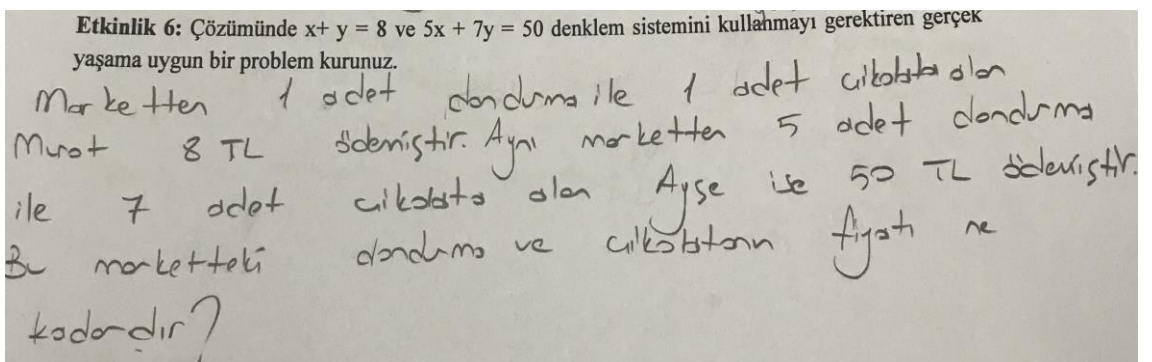 Etkinlik 6: Çözümünde x+ y = 8 ve 5x + 7y = 50 denklem sistemini kullanmayı gerektiren gerçek
yaşama uygun bir problem kurunuz.
Marketten 1 adet dondurma ile 1 adet çikolata alan
Murat 8 TL ödemiştir. Aynı marketten 5 adet dondurma
ile 7 adet çikolata alan Ayşe ise 50 TL ödemiştir.
Bu marketteki dondurma ve çikolatanın fiyatı ne
kadardır?